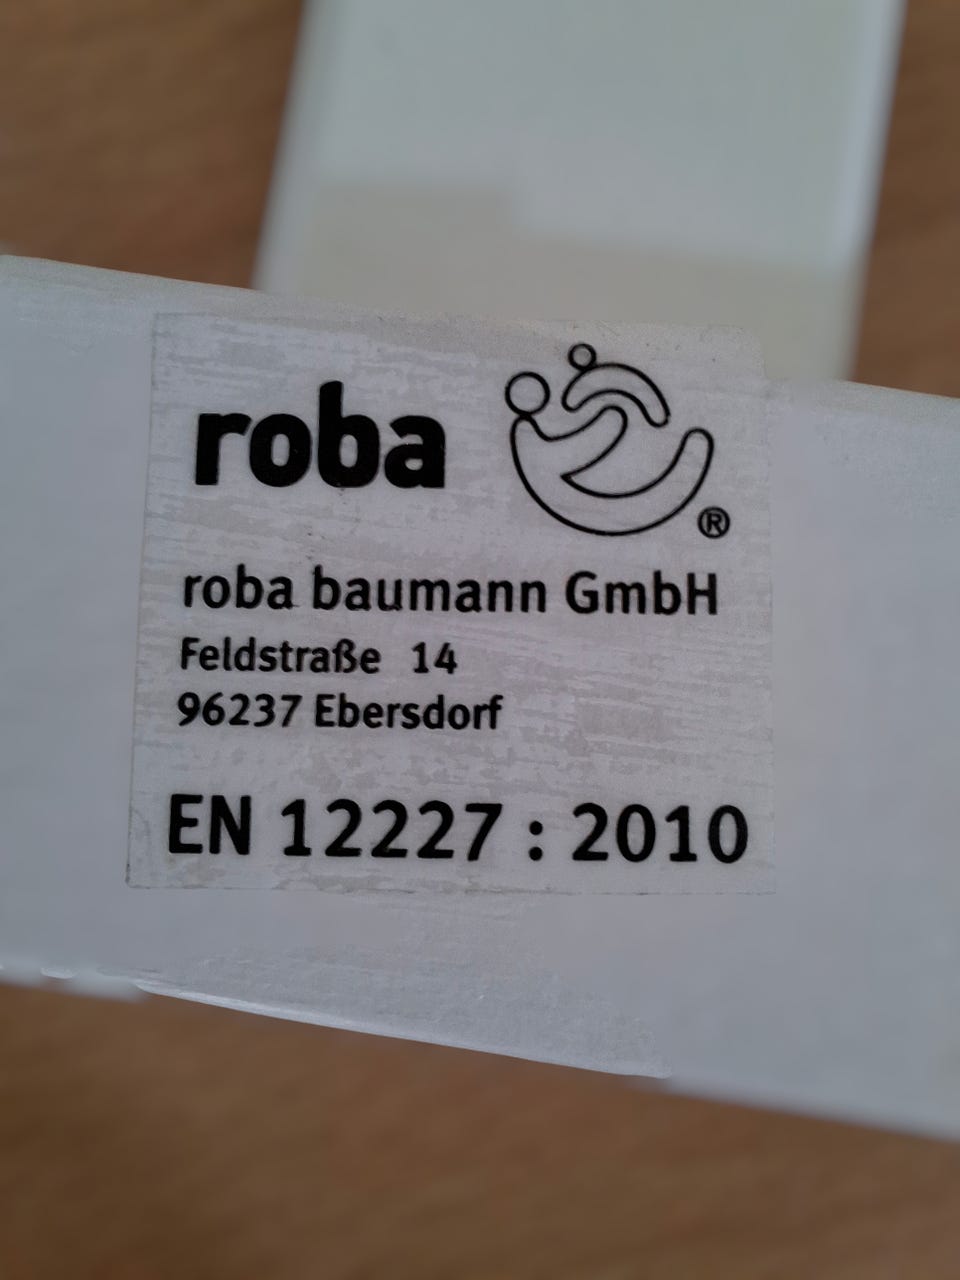 roba ®
roba baumann GmbH
Feldstraße 14
96237 Ebersdorf
EN 12227 : 2010